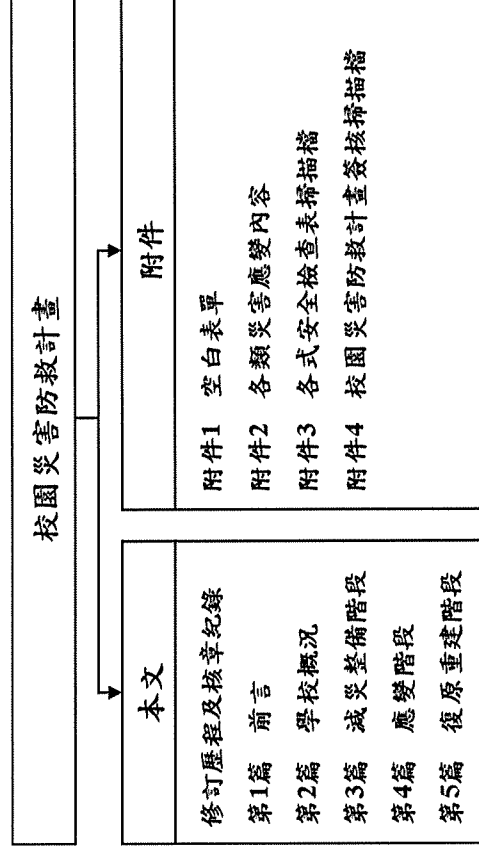 校園災害防救計畫
本文
修訂歷程及核章紀錄
第1篇 前言
第2篇 學校概況
第3篇 減災整備階段
第4篇 應變階段
第5篇 復原重建階段
附件
附件1 空白表單
附件2 各類災害應變內容
附件3 各式安全檢查表掃描檔
附件4 校園災害防救計畫簽核掃描檔